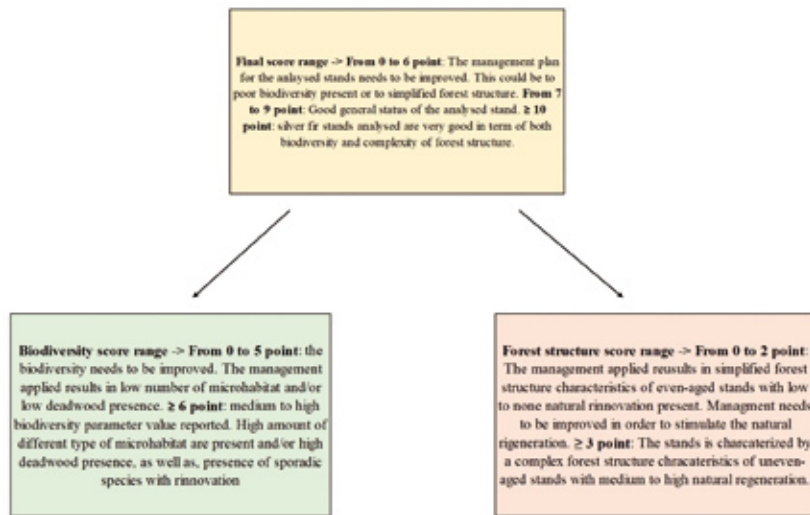 Final score range -> From 0 to 6 point: The management plan
for the anlaysed stands needs to be improved. This could be to
poor biodiversity present or to simplified forest structure. From 7
to 9 point: Good general status of the analysed stand. ≥ 10
point: silver fir stands analysed are very good in term of both
biodiversity and complexity of forest structure.
Biodiversity score range -> From 0 to 5 point: the
biodiversity needs to be improved. The management
applied results in low number of microhabitat and/or
low deadwood presence. ≥ 6 point: medium to high
biodiversity parameter value reported. High amount of
different type of microhabitat are present and/or high
deadwood presence, as well as, presence of sporadic
species with rinnovation
Forest structure score range -> From 0 to 2 point:
The management applied reusults in simplified forest
structure characteristics of even-aged stands with low
to none natural rinnovation present. Managment needs
to be improved in order to stimulate the natural
rigeneration. ≥ 3 point: The stands is charcaterized by
a complex forest structure chracateristics of uneven-
aged stands with medium to high natural regeneration.